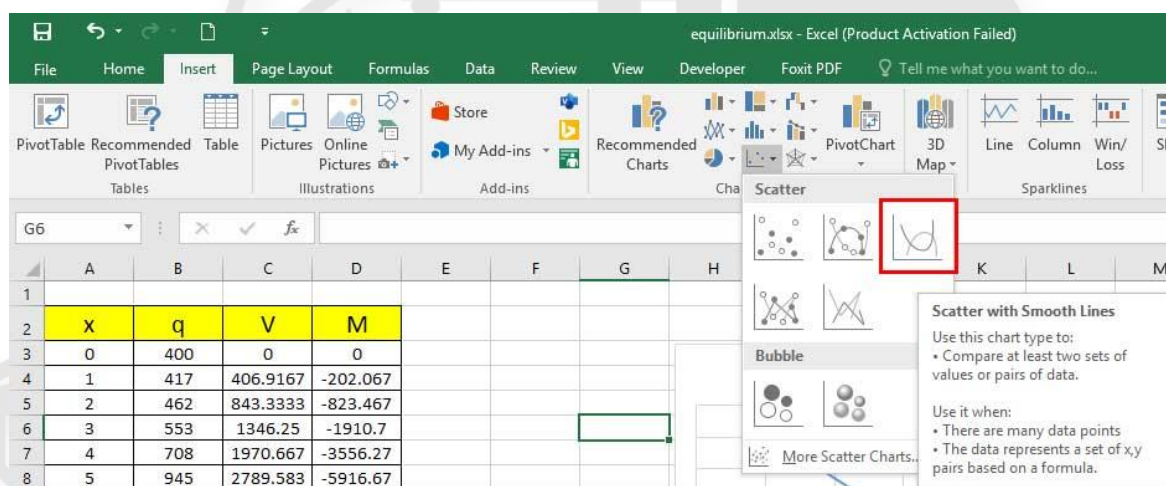 equilibrium.xlsx - Excel (Product Activation Failed)
File Home Insert Page Layout Formulas Data Review View Developer Foxit PDF Tell me what you want to do...
PivotTable Recommended PivotTables Table
Pictures Online Pictures
Store
My Add-ins
Recommended Charts
PivotChart
3D Map
Line Column Win/Loss
Tables Illustrations Add-ins Cha Sparklines
G6 fx
A B C D E F G H K L M
1
2 x q V M
3 0 400 0 0
4 1 417 406.9167 -202.067
5 2 462 843.3333 -823.467
6 3 553 1346.25 -1910.7
7 4 708 1970.667 -3556.27
8 5 945 2789.583 -5916.67
Scatter
Bubble
More Scatter Charts...
Scatter with Smooth Lines
Use this chart type to:
• Compare at least two sets of
values or pairs of data.
Use it when:
• There are many data points
• The data represents a set of x,y
pairs based on a formula.